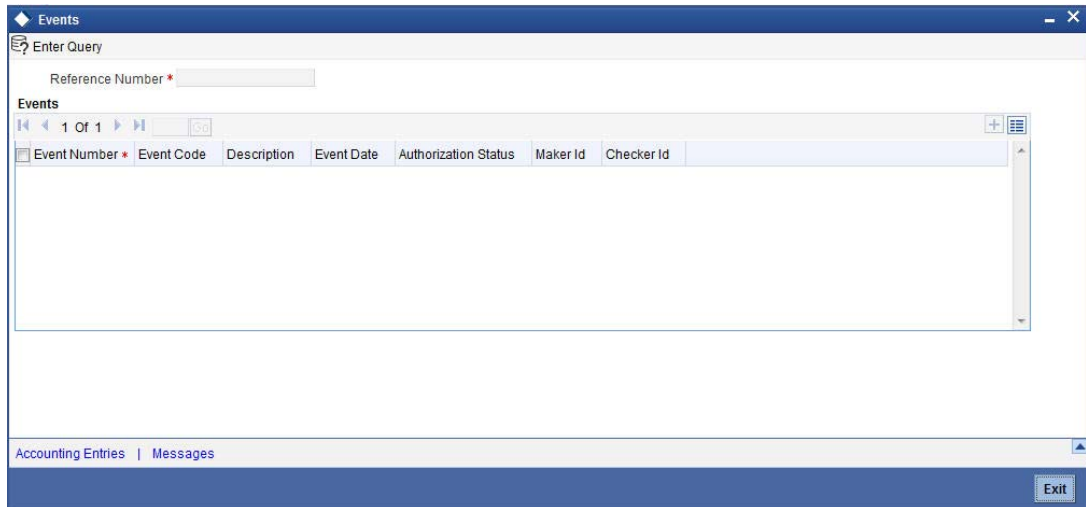 Events
Enter Query
Reference Number *
Events
1 Of 1 Go
Event Number * Event Code Description Event Date Authorization Status Maker Id Checker Id
Accounting Entries | Messages
Exit